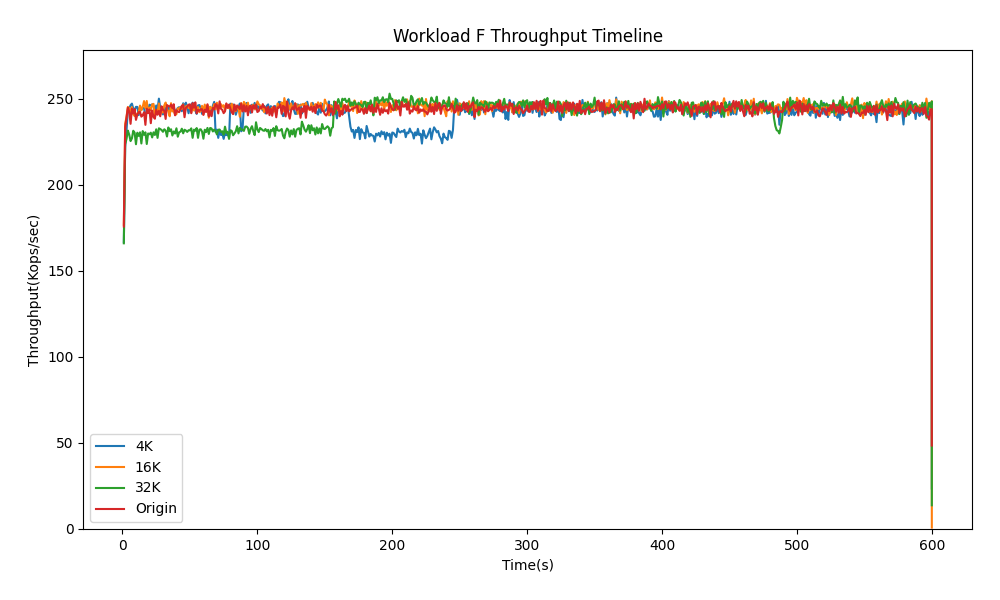 Workload F Throughput Timeline
Throughput(Kops/sec)
250
200
150
100
50
0
4K
16K
32K
Origin
0 100 200 300 400 500 600
Time(s)